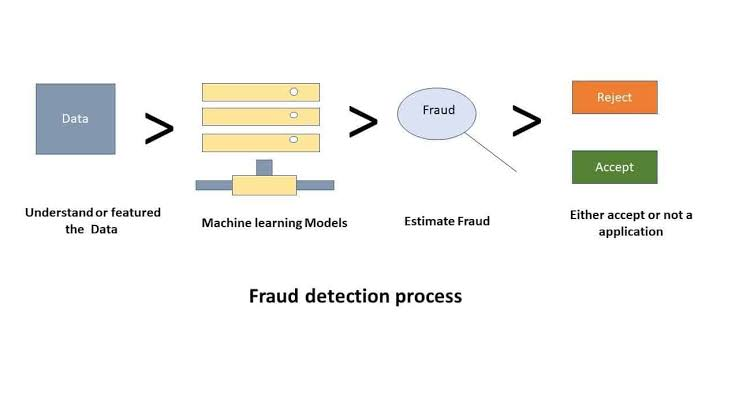 Data
>
>
Fraud
>
Reject
Accept
Understand or featured
the Data
Machine learning Models
Estimate Fraud
Either accept or not a
application
Fraud detection process